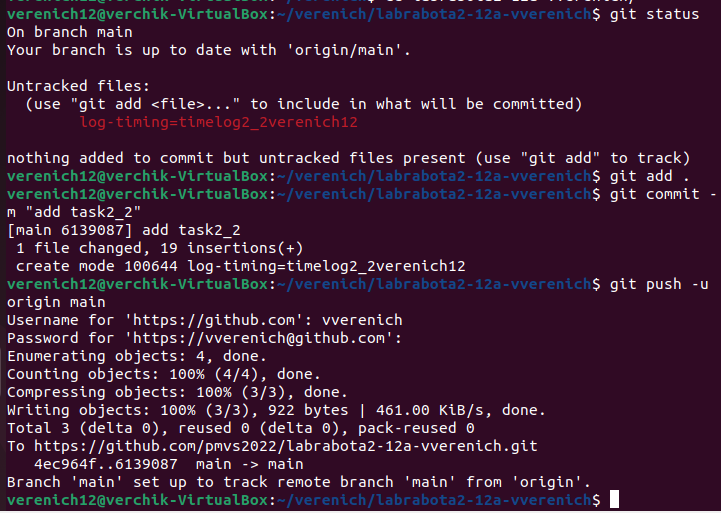 verenich12@verchik-VirtualBox:~/verenich/labrabota2-12a-vverenich$ git status
On branch main
Your branch is up to date with 'origin/main'.
Untracked files:
(use "git add <file>..." to include in what will be committed)
log-timing=timelog2_2verenich12
nothing added to commit but untracked files present (use "git add" to track)
verenich12@verchik-VirtualBox:~/verenich/labrabota2-12a-vverenich$ git add .
verenich12@verchik-VirtualBox:~/verenich/labrabota2-12a-vverenich$ git commit -
m "add task2_2"
[main 6139087] add task2_2
1 file changed, 19 insertions(+)
create mode 100644 log-timing=timelog2_2verenich12
verenich12@verchik-VirtualBox:~/verenich/labrabota2-12a-vverenich$ git push -u
origin main
Username for 'https://github.com': vverenich
Password for 'https://vverenich@github.com':
Enumerating objects: 4, done.
Counting objects: 100% (4/4), done.
Compressing objects: 100% (3/3), done.
Writing objects: 100% (3/3), 922 bytes | 461.00 KiB/s, done.
Total 3 (delta 0), reused 0 (delta 0), pack-reused 0
To https://github.com/pmvs2022/labrabota2-12a-vverenich.git
4ec964f..6139087  main -> main
Branch 'main' set up to track remote branch 'main' from 'origin'.
verenich12@verchik-VirtualBox:~/verenich/labrabota2-12a-vverenich$